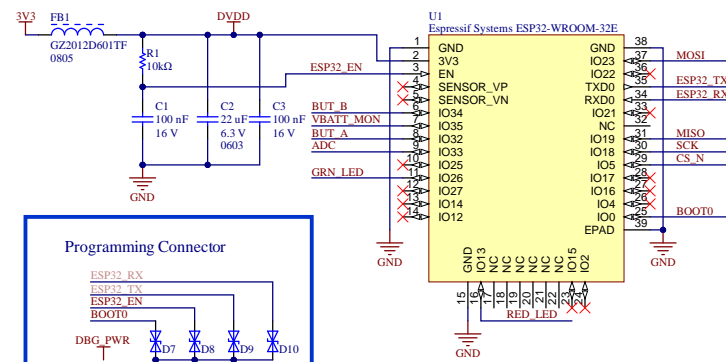 3V3
FB1
GZ2012D601TF
0805
DVDD
R1
10kΩ
ESP32_EN
C1
100 nF
16 V
C2
22 uF
6.3 V
0603
C3
100 nF
16 V
GND
U1
Espressif Systems ESP32-WROOM-32E
BUT_B
VBATT_MON
BUT_A
ADC
GRN_LED
1 GND
2 3V3
3 EN
4 SENSOR_VP
5 SENSOR_VN
6 IO34
7 IO35
8 IO32
9 IO33
10 IO25
11 IO26
12 IO27
13 IO14
14 IO12
GND 38
IO23 37 MOSI
IO22 36
TXD0 35 ESP32_TX
RXD0 34 ESP32_RX
IO21 33
NC 32
IO19 31 MISO
IO18 30 SCK
IO5 29 CS_N
IO17 28
IO16 27
IO4 26
IO0 25 BOOT0
EPAD 39
GND IO13 NC NC NC NC NC NC IO15 IO2
15 16 17 18 19 20 21 22 23 24
RED_LED
GND
GND
GND
Programming Connector
ESP32_RX
ESP32_TX
ESP32_EN
BOOT0
DBG_PWR
D7
D8
D9
D10